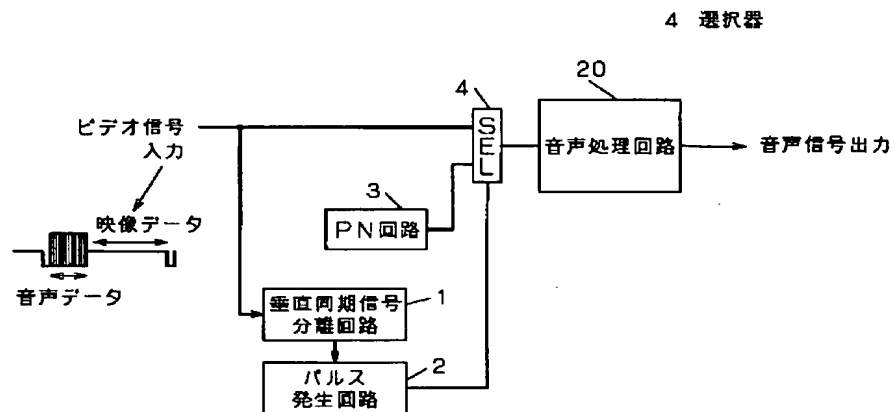 4 選択器
20
4
ビデオ信号
入力
SEL
音声処理回路
音声信号出力
3
PN回路
映像データ
音声データ
垂直同期信号
分離回路
1
パルス
発生回路
2